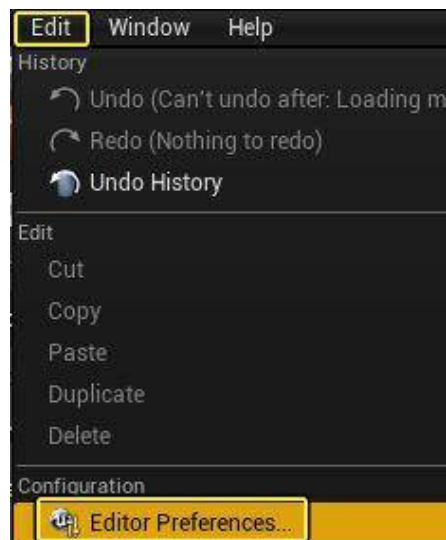 Edit Window Help
History
Undo (Can't undo after: Loading m
Redo (Nothing to redo)
Undo History
Edit
Cut
Copy
Paste
Duplicate
Delete
Configuration
Editor Preferences...